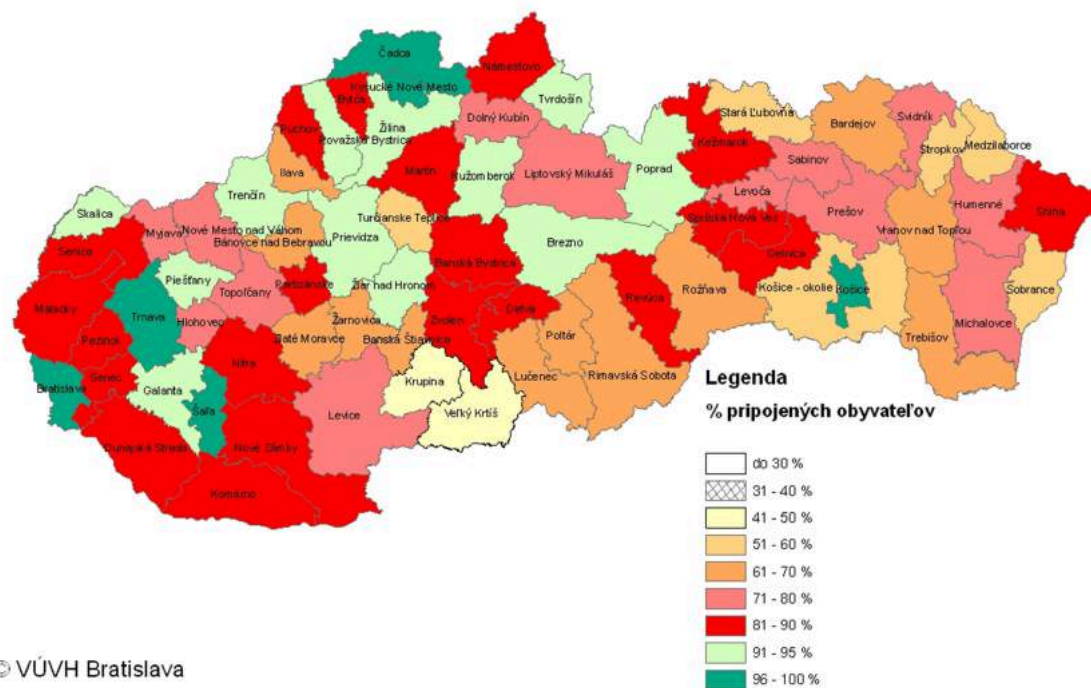 Čadca
Námestovo
Kysucké Nové Mesto
Bytča
Tvrdošín
Púchov
Žilina
Považská Bystrica
Dolný Kubín
Stará Ľubovňa
Bardejov
Svidník
Stropkov
Medzilaborce
Kežmarok
Sabinov
Ilava
Martin
Ružomberok
Liptovský Mikuláš
Poprad
Levoča
Prešov
Humenné
Snina
Trenčín
Skalica
Myjava
Nové Mesto nad Váhom
Turčianske Teplice
Spišská Nová Ves
Vranov nad Topľou
Bánovce nad Bebravou
Prievidza
Brezno
Senica
Gelnica
Banská Bystrica
Piešťany
Partizánske
Žiar nad Hronom
Topoľčany
Revúca
Rožňava
Košice - okolie
Košice
Sobrance
Malacky
Trnava
Hlohovec
Žarnovica
Detva
Zvolen
Michalovce
Pezinok
Zlaté Moravce
Banská Štiavnica
Poltár
Trebišov
Nitra
Senec
Bratislava
Galanta
Krupina
Lučenec
Rimavská Sobota
Šaľa
Levice
Veľký Krtíš
Dunajská Streda
Nové Zámky
Komárno
Legenda
% pripojených obyvateľov
do 30 %
31 - 40 %
41 - 50 %
51 - 60 %
61 - 70 %
71 - 80 %
81 - 90 %
91 - 95 %
96 - 100 %
© VÚVH Bratislava